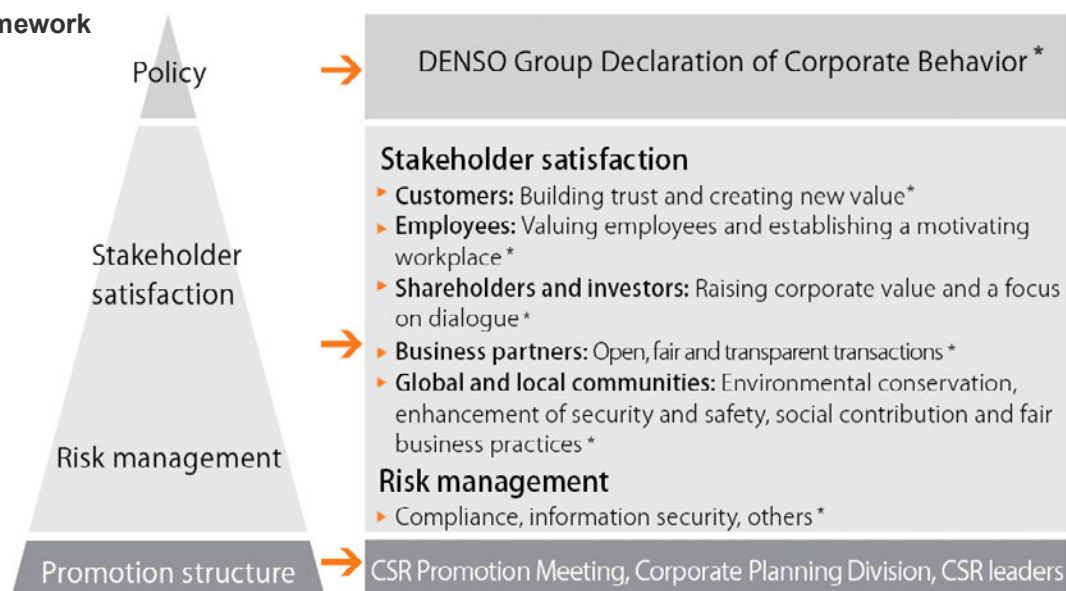 Policy
DENSO Group Declaration of Corporate Behavior*
Stakeholder
satisfaction
Risk management
Stakeholder satisfaction
Customers: Building trust and creating new value*
Employees: Valuing employees and establishing a motivating
workplace*
Shareholders and investors: Raising corporate value and a focus
on dialogue*
Business partners: Open, fair and transparent transactions*
Global and local communities: Environmental conservation,
enhancement of security and safety, social contribution and fair
business practices*
Risk management
Compliance, information security, others*
Promotion structure
CSR Promotion Meeting, Corporate Planning Division, CSR leaders